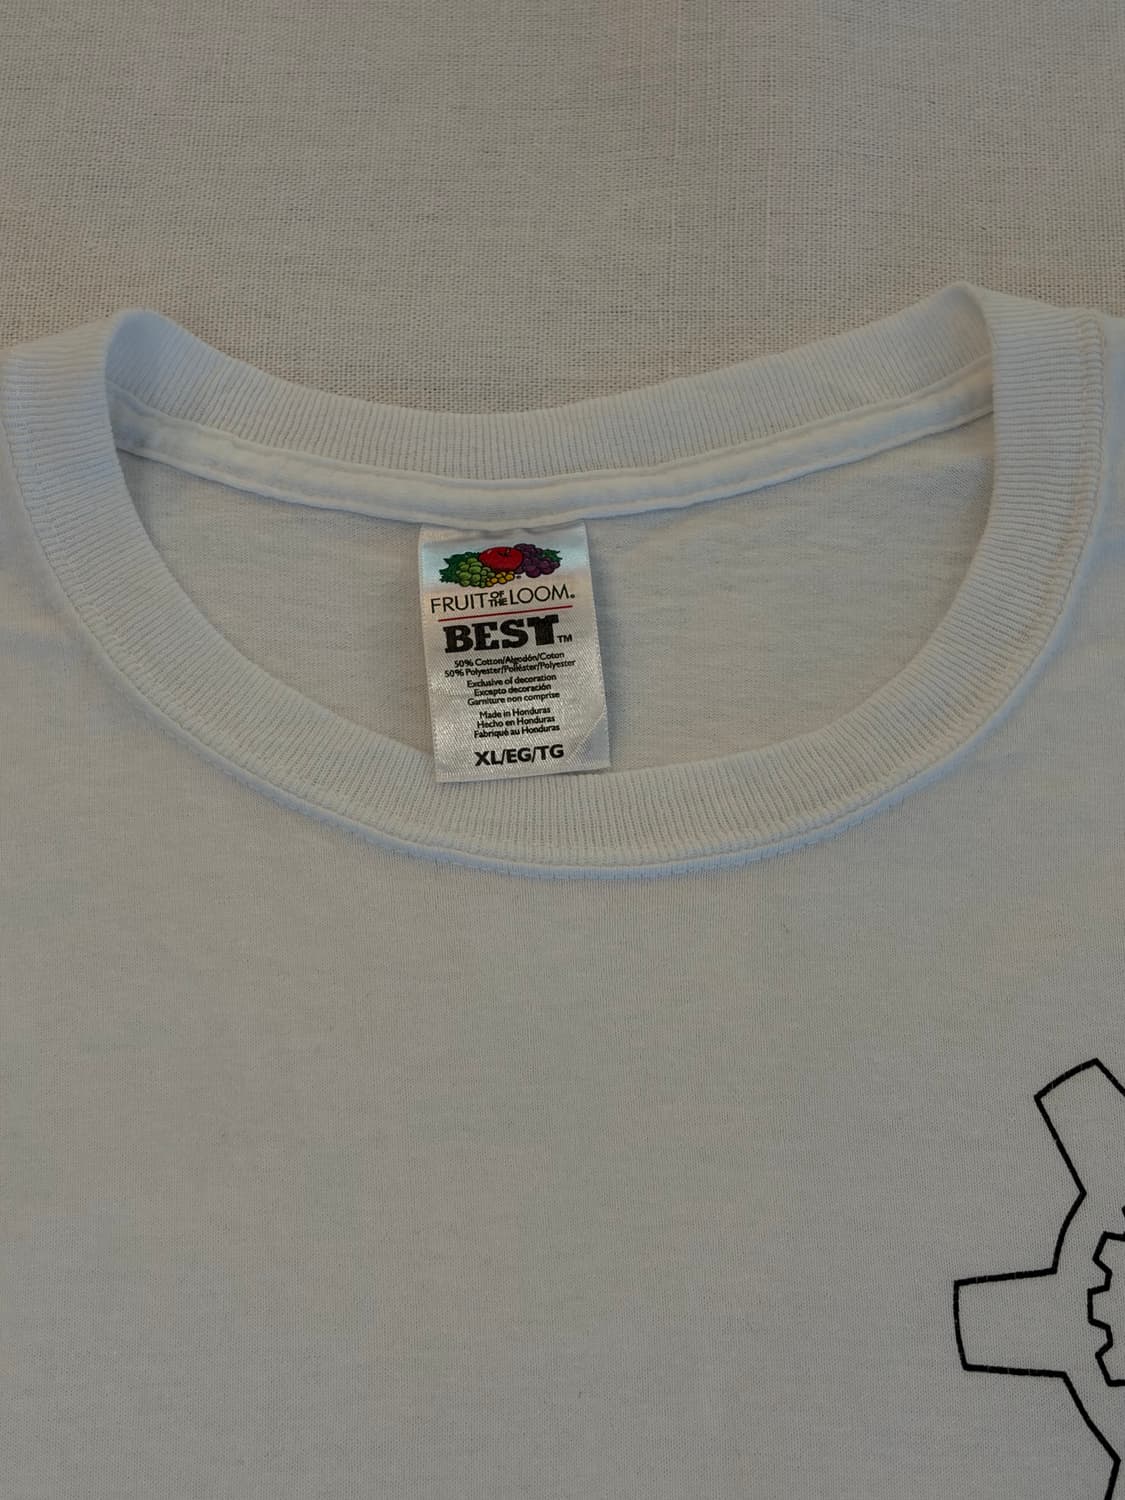 FRUIT OF THE LOOM®
BEST™
50% Cotton/Algodón/Coton
50% Polyester/Poliéster/Polyester
Exclusive of decoration
Excepto decoración
Garniture non comprise
Made in Honduras
Hecho en Honduras
Fabriqué au Honduras
XL/EG/TG